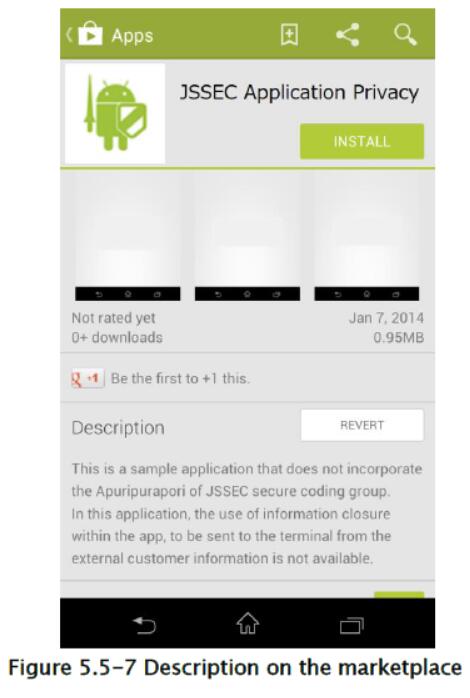 Apps
JSSEC Application Privacy
INSTALL
Not rated yet
Jan 7, 2014
0+ downloads
0.95MB
g +1 Be the first to +1 this.
Description
REVERT
This is a sample application that does not incorporate
the Apuripurapori of JSSEC secure coding group.
In this application, the use of information closure
within the app, to be sent to the terminal from the
external customer information is not available.
Figure 5.5-7 Description on the marketplace